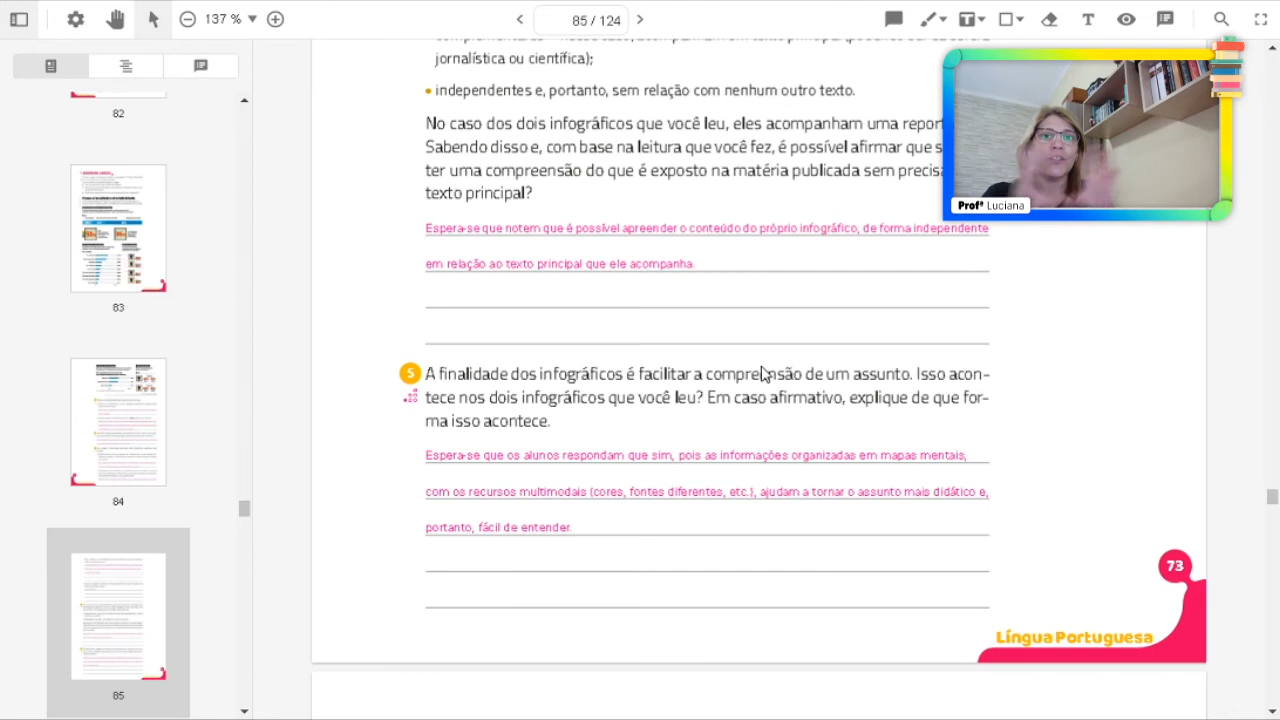 137 %
85 / 124
jornalística ou científica);
• independentes e, portanto, sem relação com nenhum outro texto.
No caso dos dois infográficos que você leu, eles acompanham uma repor
Sabendo disso e, com base na leitura que você fez, é possível afirmar que s
ter uma compreensão do que é exposto na matéria publicada sem precisa
texto principal?
Espera-se que notem que é possível apreender o conteúdo do próprio infográfico, de forma independente
em relação ao texto principal que ele acompanha.
5 A finalidade dos infográficos é facilitar a compreensão de um assunto. Isso acon-
tece nos dois infográficos que você leu? Em caso afirmativo, explique de que for-
ma isso acontece.
Espera-se que os alunos respondam que sim, pois as informações organizadas em mapas mentais,
com os recursos multimodais (cores, fontes diferentes, etc.), ajudam a tornar o assunto mais didático e,
portanto, fácil de entender.
73
Língua Portuguesa
Profª Luciana
82
83
84
85